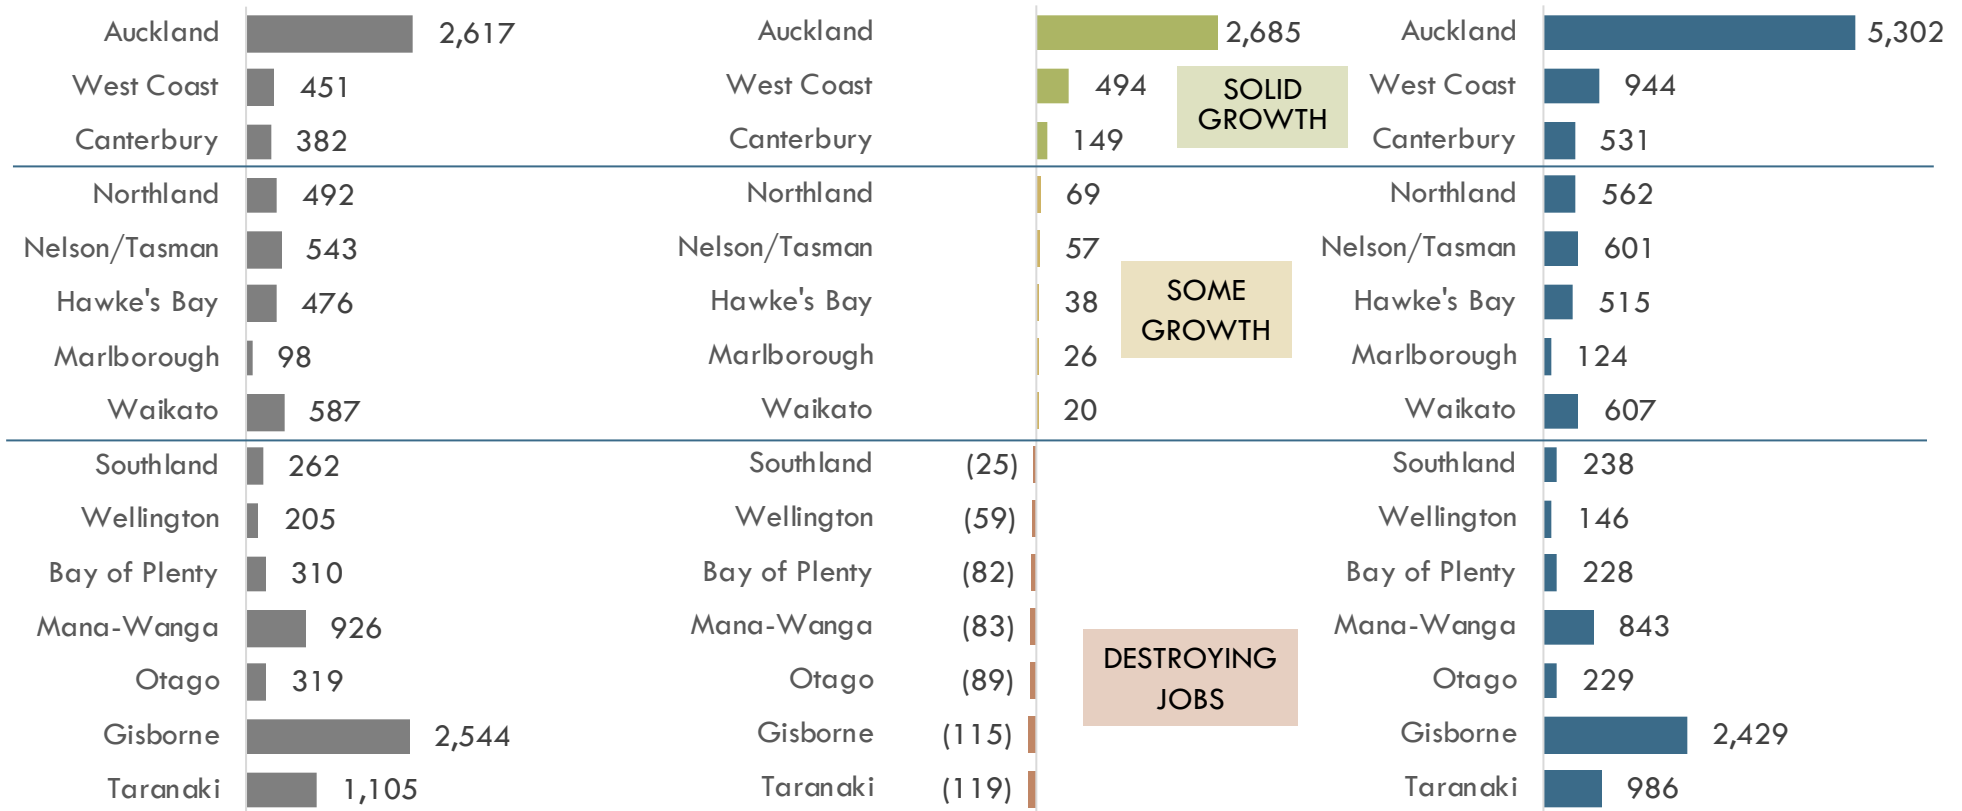 Auckland 2,617 Auckland 2,685 Auckland 5,302
West Coast 451 West Coast 494 West Coast 944
SOLID
GROWTH
Canterbury 382 Canterbury 149 Canterbury 531
Northland 492 Northland 69 Northland 562
Nelson/Tasman 543 Nelson/Tasman 57 Nelson/Tasman 601
Hawke's Bay 476 Hawke's Bay 38 Hawke's Bay 515
SOME
GROWTH
Marlborough 98 Marlborough 26 Marlborough 124
Waikato 587 Waikato 20 Waikato 607
Southland 262 Southland (25) Southland 238
Wellington 205 Wellington (59) Wellington 146
Bay of Plenty 310 Bay of Plenty (82) Bay of Plenty 228
Mana-Wanga 926 Mana-Wanga (83) Mana-Wanga 843
DESTROYING
JOBS
Otago 319 Otago (89) Otago 229
Gisborne 2,544 Gisborne (115) Gisborne 2,429
Taranaki 1,105 Taranaki (119) Taranaki 986